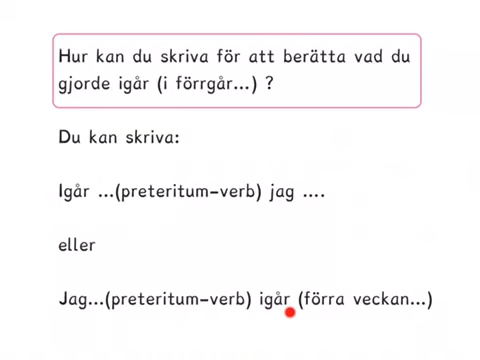 Hur kan du skriva för att berätta vad du
gjorde igår (i förrgår...) ?
Du kan skriva:
Igår ...(preteritum-verb) jag ....
eller
Jag...(preteritum-verb) igår (förra veckan...)